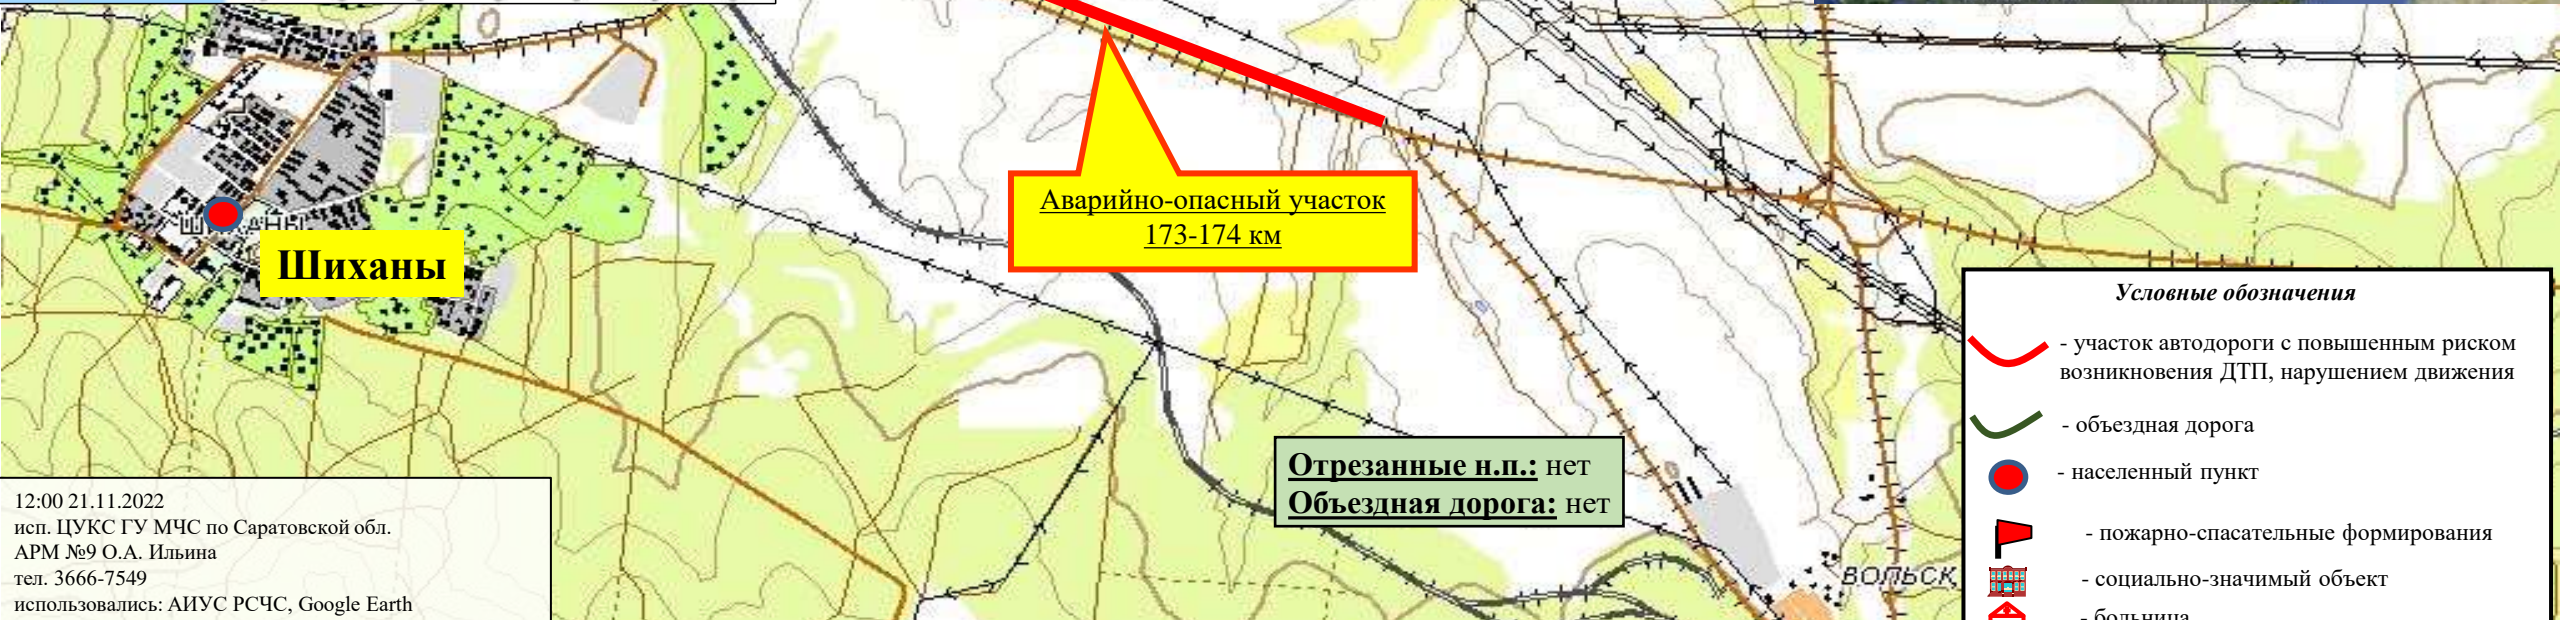 Аварийно-опасный участок
173-174 км
Шиханы
Отрезанные н.п.: нет
Объездная дорога: нет
12:00 21.11.2022
исп. ЦУКС ГУ МЧС по Саратовской обл.
АРМ №9 О.А. Ильина
тел. 3666-7549
использовались: АИУС РСЧС, Google Earth
ВОЛЬСК
Условные обозначения
- участок автодороги с повышенным риском
возникновения ДТП, нарушением движения
- объездная дорога
- населенный пункт
- пожарно-спасательные формирования
- социально-значимый объект
- больница